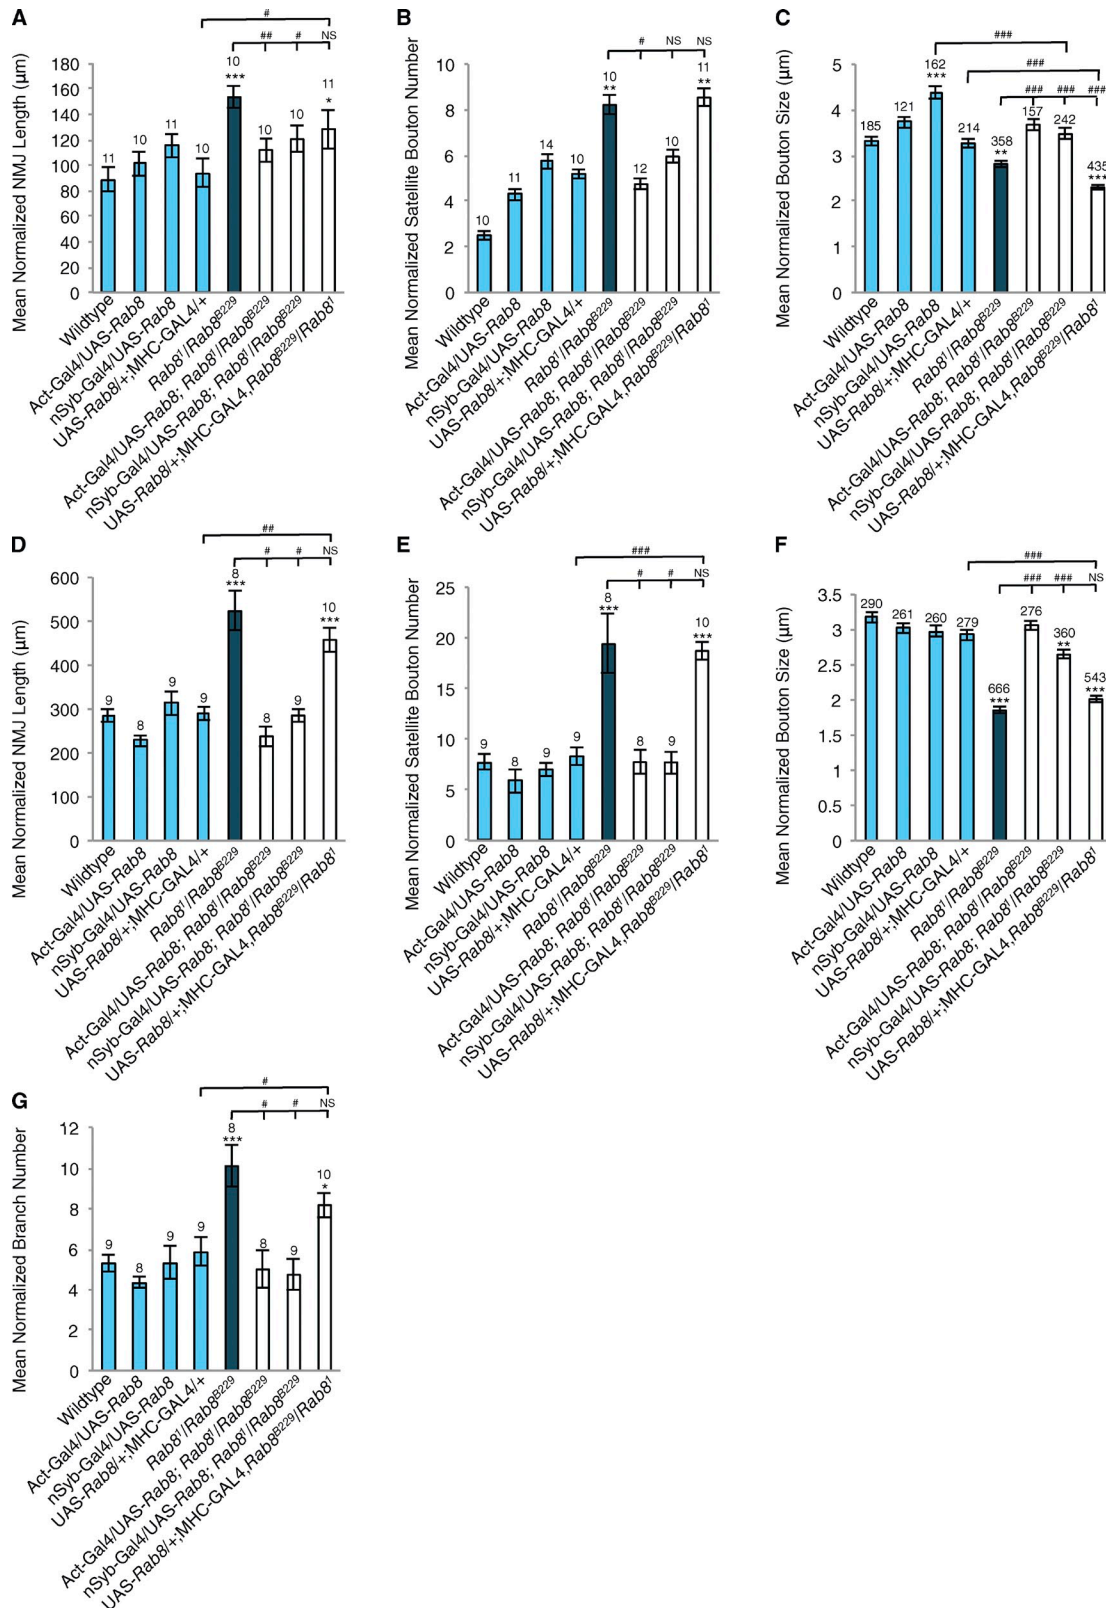 A
#
##
#
NS
Mean Normalized NMJ Length (µm)
180
160
140
120
100
80
60
40
20
0
11
10
11
10
10
***
10
10
11
*
Wildtype
Act-Gal4/UAS-Rab8
nSyb-Gal4/UAS-Rab8
UAS-Rab8/+;MHC-GAL4/+
Rab8¹/Rab8ᴮ²²⁹
Act-Gal4/UAS-Rab8; Rab8¹/Rab8ᴮ²²⁹
nSyb-Gal4/UAS-Rab8; Rab8¹/Rab8ᴮ²²⁹
UAS-Rab8/+;MHC-GAL4,Rab8ᴮ²²⁹/Rab8¹
B
#
NS
NS
Mean Normalized Satellite Bouton Number
10
8
6
4
2
0
10
11
14
10
10
**
12
10
11
**
Wildtype
Act-Gal4/UAS-Rab8
nSyb-Gal4/UAS-Rab8
UAS-Rab8/+;MHC-GAL4/+
Rab8¹/Rab8ᴮ²²⁹
Act-Gal4/UAS-Rab8; Rab8¹/Rab8ᴮ²²⁹
nSyb-Gal4/UAS-Rab8; Rab8¹/Rab8ᴮ²²⁹
UAS-Rab8/+;MHC-GAL4,Rab8ᴮ²²⁹/Rab8¹
C
###
###
###
###
###
Mean Normalized Bouton Size (µm)
5
4
3
2
1
0
185
121
162
***
214
358
**
157
242
435
***
Wildtype
Act-Gal4/UAS-Rab8
nSyb-Gal4/UAS-Rab8
UAS-Rab8/+;MHC-GAL4/+
Rab8¹/Rab8ᴮ²²⁹
Act-Gal4/UAS-Rab8; Rab8¹/Rab8ᴮ²²⁹
nSyb-Gal4/UAS-Rab8; Rab8¹/Rab8ᴮ²²⁹
UAS-Rab8/+;MHC-GAL4,Rab8ᴮ²²⁹/Rab8¹
D
##
#
#
NS
Mean Normalized NMJ Length (µm)
600
500
400
300
200
100
0
9
8
9
9
8
***
8
9
10
***
Wildtype
Act-Gal4/UAS-Rab8
nSyb-Gal4/UAS-Rab8
UAS-Rab8/+;MHC-GAL4/+
Rab8¹/Rab8ᴮ²²⁹
Act-Gal4/UAS-Rab8; Rab8¹/Rab8ᴮ²²⁹
nSyb-Gal4/UAS-Rab8; Rab8¹/Rab8ᴮ²²⁹
UAS-Rab8/+;MHC-GAL4,Rab8ᴮ²²⁹/Rab8¹
E
###
#
#
NS
Mean Normalized Satellite Bouton Number
25
20
15
10
5
0
9
8
9
9
8
***
8
9
10
***
Wildtype
Act-Gal4/UAS-Rab8
nSyb-Gal4/UAS-Rab8
UAS-Rab8/+;MHC-GAL4/+
Rab8¹/Rab8ᴮ²²⁹
Act-Gal4/UAS-Rab8; Rab8¹/Rab8ᴮ²²⁹
nSyb-Gal4/UAS-Rab8; Rab8¹/Rab8ᴮ²²⁹
UAS-Rab8/+;MHC-GAL4,Rab8ᴮ²²⁹/Rab8¹
F
###
###
###
NS
Mean Normalized Bouton Size (µm)
3.5
3
2.5
2
1.5
1
0.5
0
290
261
260
279
666
***
276
360
**
543
***
Wildtype
Act-Gal4/UAS-Rab8
nSyb-Gal4/UAS-Rab8
UAS-Rab8/+;MHC-GAL4/+
Rab8¹/Rab8ᴮ²²⁹
Act-Gal4/UAS-Rab8; Rab8¹/Rab8ᴮ²²⁹
nSyb-Gal4/UAS-Rab8; Rab8¹/Rab8ᴮ²²⁹
UAS-Rab8/+;MHC-GAL4,Rab8ᴮ²²⁹/Rab8¹
G
#
#
#
NS
Mean Normalized Branch Number
12
10
8
6
4
2
0
9
8
9
9
8
***
8
9
10
*
Wildtype
Act-Gal4/UAS-Rab8
nSyb-Gal4/UAS-Rab8
UAS-Rab8/+;MHC-GAL4/+
Rab8¹/Rab8ᴮ²²⁹
Act-Gal4/UAS-Rab8; Rab8¹/Rab8ᴮ²²⁹
nSyb-Gal4/UAS-Rab8; Rab8¹/Rab8ᴮ²²⁹
UAS-Rab8/+;MHC-GAL4,Rab8ᴮ²²⁹/Rab8¹